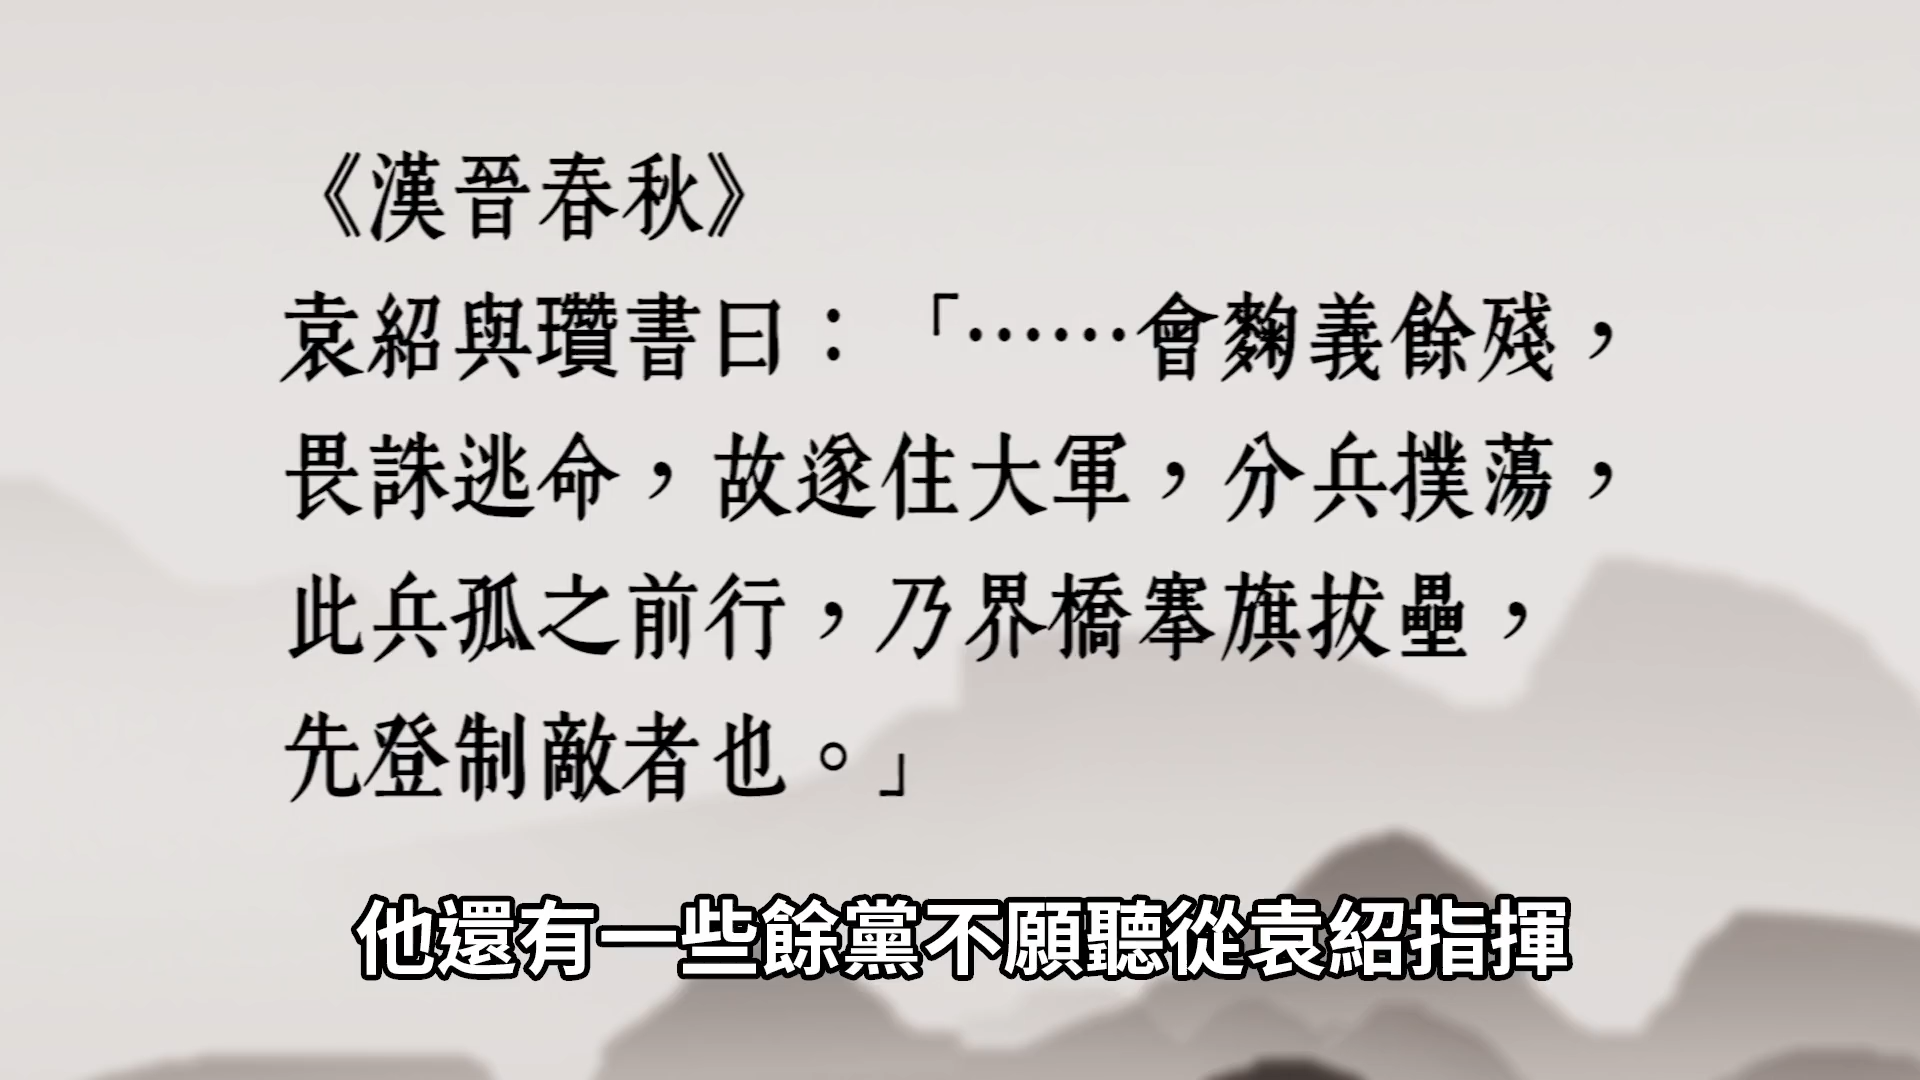 《漢晉春秋》
袁紹與瓚書曰：「……會麴義餘殘，
畏誅逃命，故遂住大軍，分兵撲蕩，
此兵孤之前行，乃界橋搴旗拔壘，
先登制敵者也。」
他還有一些餘黨不願聽從袁紹指揮